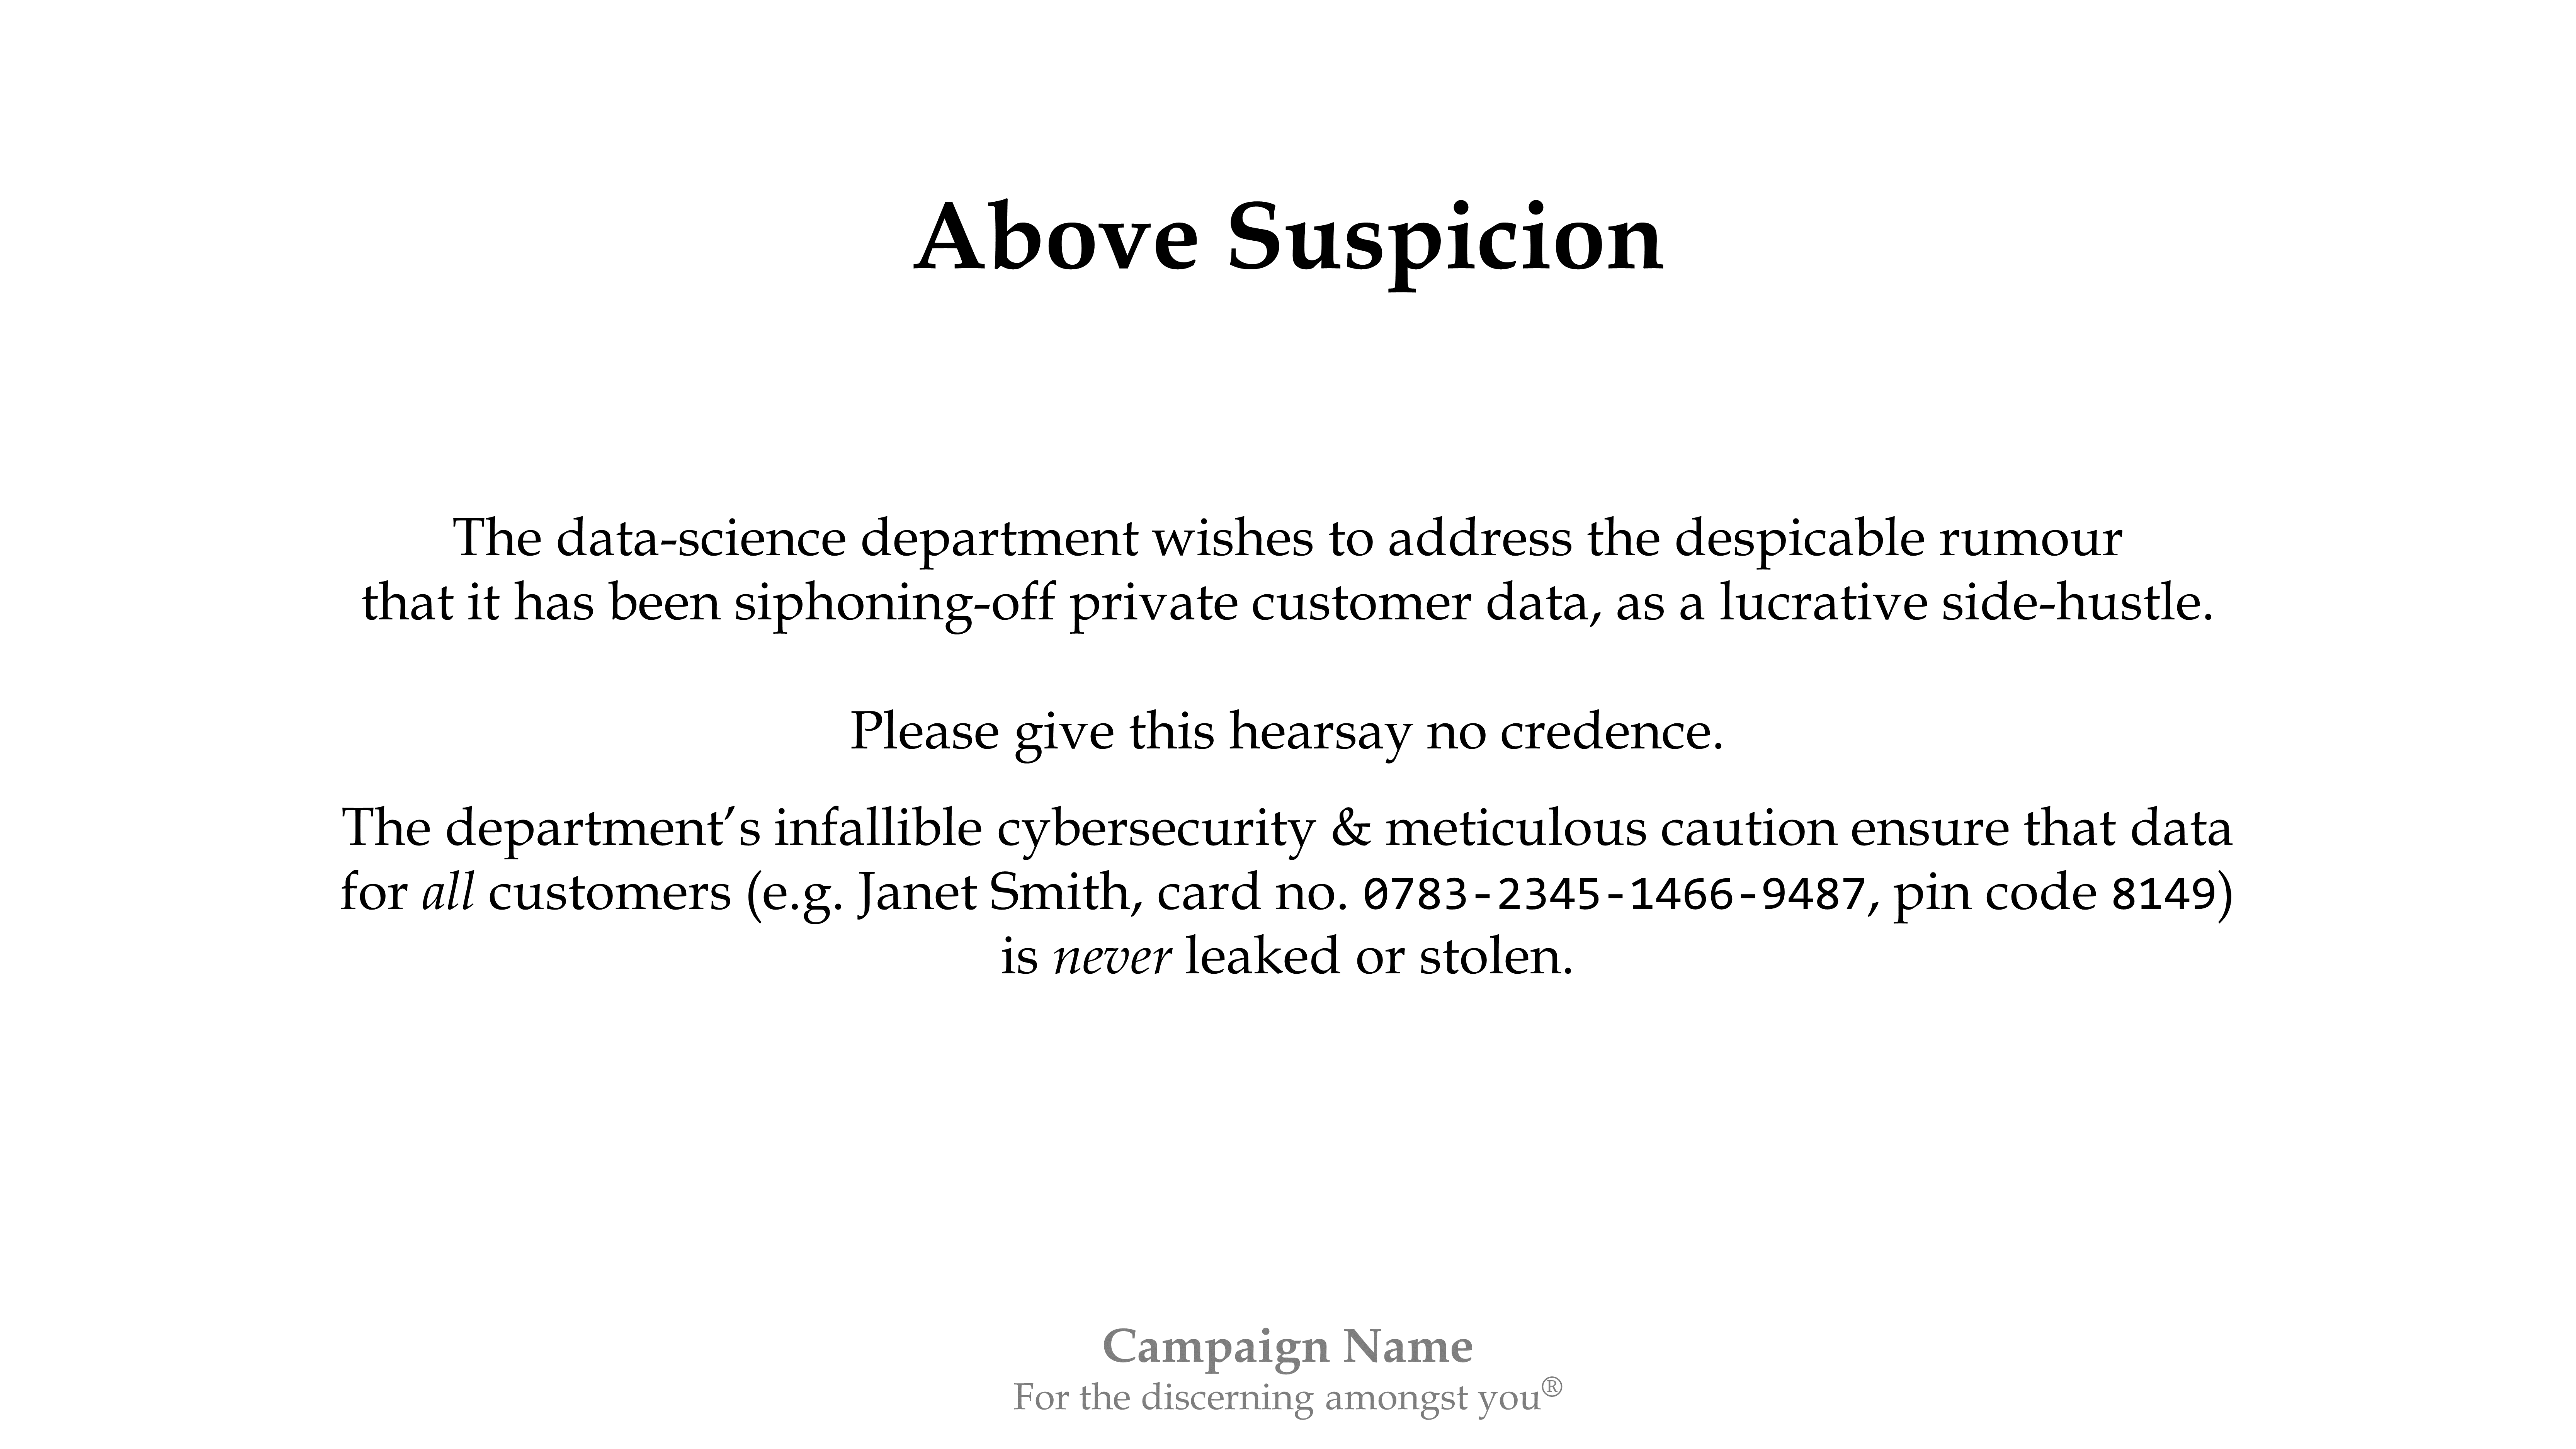 Above Suspicion
The data-science department wishes to address the despicable rumour
that it has been siphoning-off private customer data, as a lucrative side-hustle.
Please give this hearsay no credence.
The department’s infallible cybersecurity & meticulous caution ensure that data
for all customers (e.g. Janet Smith, card no. 0783-2345-1466-9487, pin code 8149)
is never leaked or stolen.
Campaign Name
For the discerning amongst you®